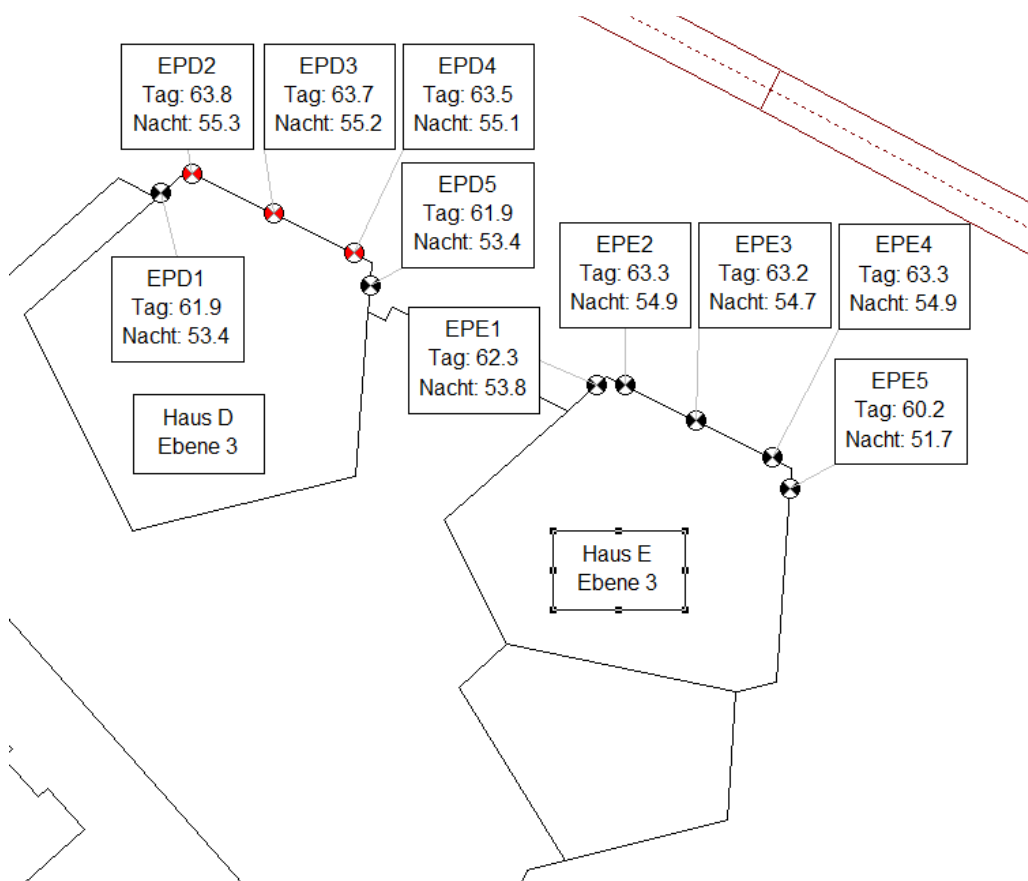 EPD2
Tag: 63.8
Nacht: 55.3
EPD3
Tag: 63.7
Nacht: 55.2
EPD4
Tag: 63.5
Nacht: 55.1
EPD5
Tag: 61.9
Nacht: 53.4
EPD1
Tag: 61.9
Nacht: 53.4
EPE1
Tag: 62.3
Nacht: 53.8
EPE2
Tag: 63.3
Nacht: 54.9
EPE3
Tag: 63.2
Nacht: 54.7
EPE4
Tag: 63.3
Nacht: 54.9
EPE5
Tag: 60.2
Nacht: 51.7
Haus D
Ebene 3
Haus E
Ebene 3